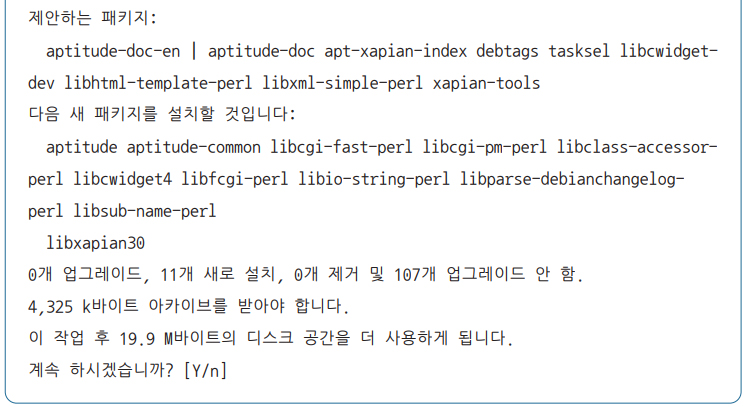 제안하는 패키지:
aptitude-doc-en | aptitude-doc apt-xapian-index debtags tasksel libcwidget-
dev libhtml-template-perl libxml-simple-perl xapian-tools
다음 새 패키지를 설치할 것입니다:
aptitude aptitude-common libcgi-fast-perl libcgi-pm-perl libclass-accessor-
perl libcwidget4 libfcgi-perl libio-string-perl libparse-debianchangelog-
perl libsub-name-perl
libxapian30
0개 업그레이드, 11개 새로 설치, 0개 제거 및 107개 업그레이드 안 함.
4,325 k바이트 아카이브를 받아야 합니다.
이 작업 후 19.9 M바이트의 디스크 공간을 더 사용하게 됩니다.
계속 하시겠습니까? [Y/n]